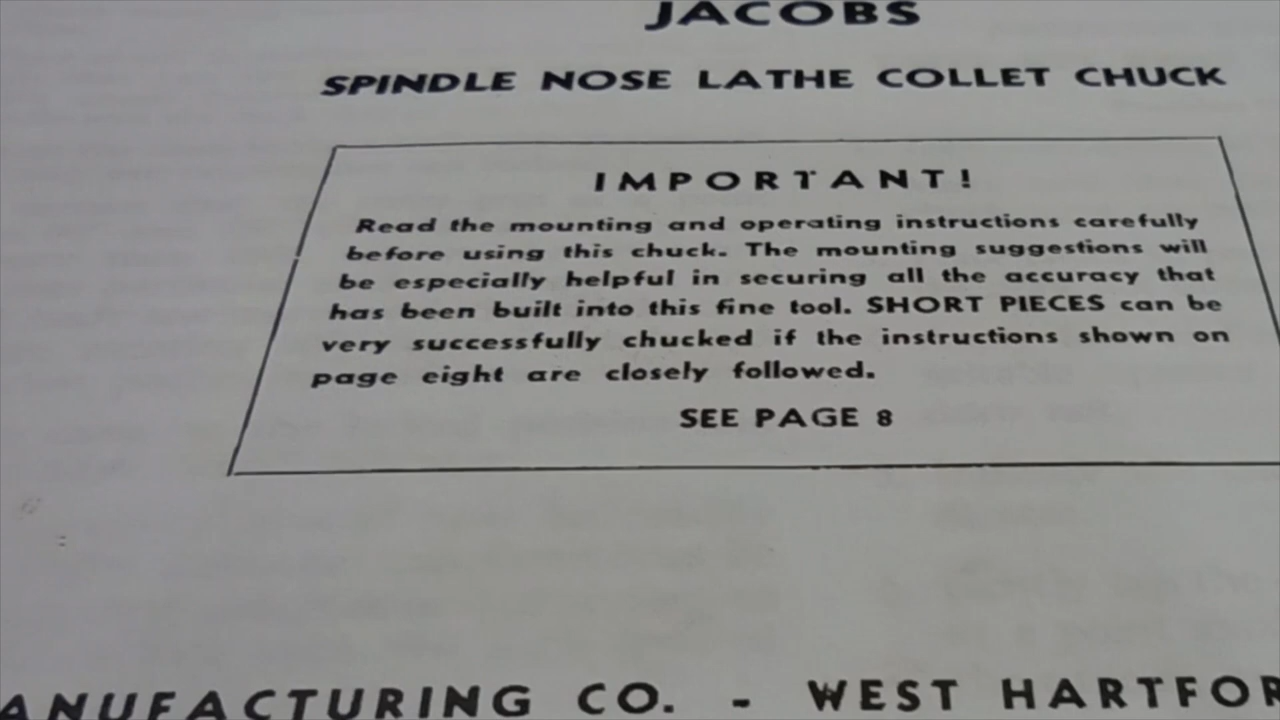 JACOBS
SPINDLE NOSE LATHE COLLET CHUCK
IMPORTANT!
Read the mounting and operating instructions carefully
before using this chuck. The mounting suggestions will
be especially helpful in securing all the accuracy that
has been built into this fine tool. SHORT PIECES can be
very successfully chucked if the instructions shown on
page eight are closely followed.
SEE PAGE 8
ANUFACTURING CO. - WEST HARTFOR